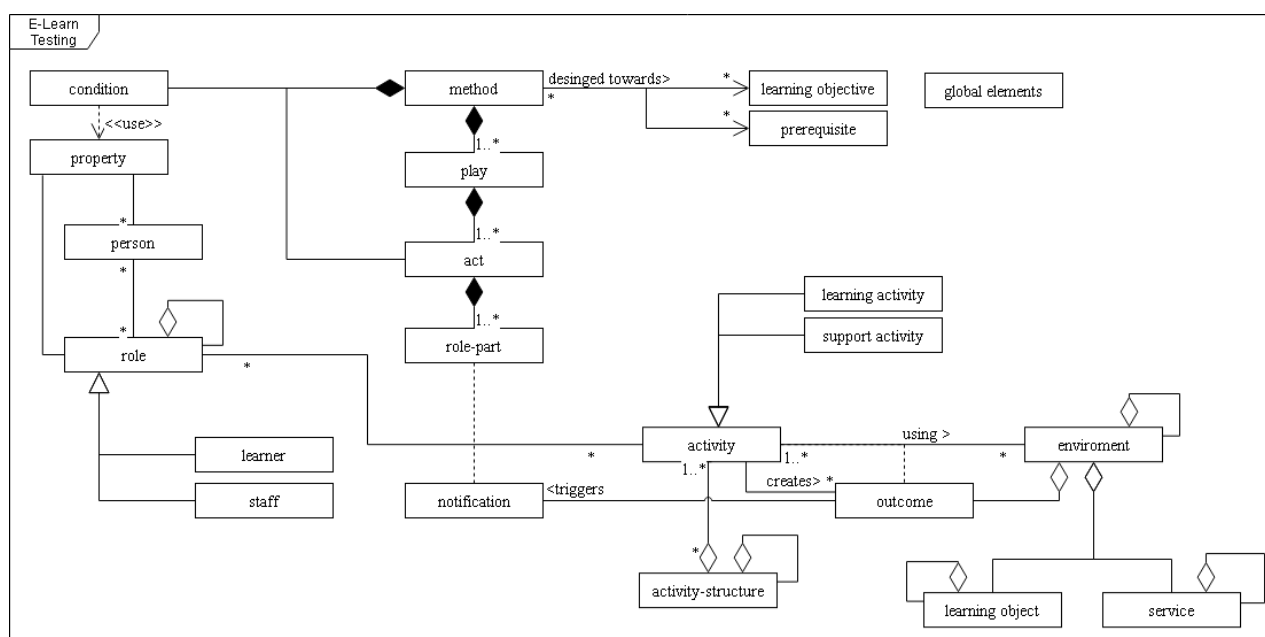 E-Learn
Testing
condition
method
desinged towards>
*
*
learning objective
global elements
<<use>>
*
prerequisite
property
1..*
play
*
person
*
1..*
act
learning activity
1..*
support activity
*
role
role-part
*
activity
using >
enviroment
learner
*
1..*
1..*
*
staff
notification
<triggers
creates>
*
outcome
*
activity-structure
learning object
service